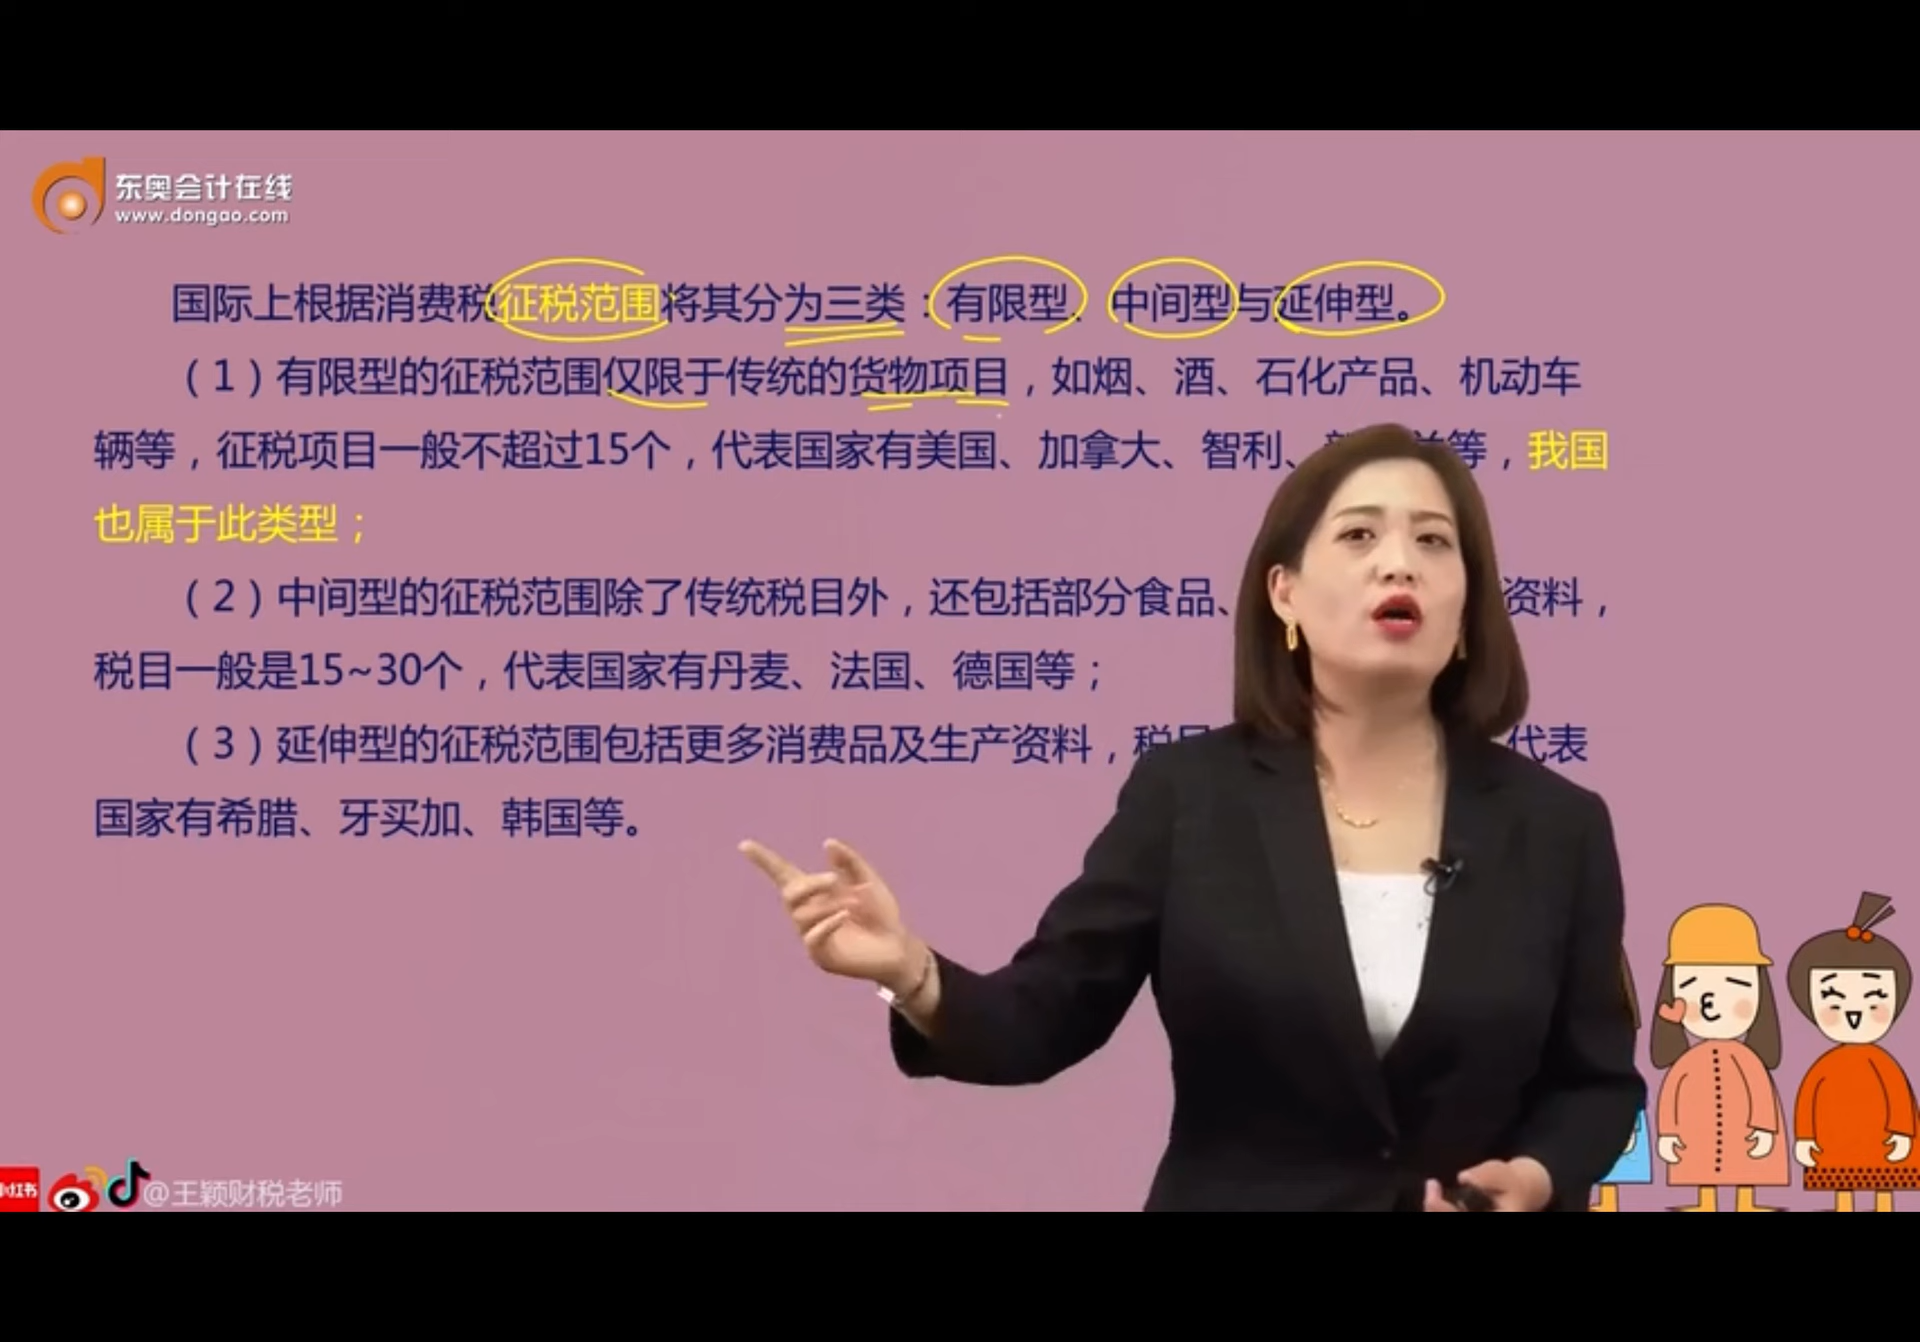 东奥会计在线
www.dongao.com
国际上根据消费税征税范围将其分为三类：有限型、中间型与延伸型。
（1）有限型的征税范围仅限于传统的货物项目，如烟、酒、石化产品、机动车
辆等，征税项目一般不超过15个，代表国家有美国、加拿大、智利、等，我国
也属于此类型；
（2）中间型的征税范围除了传统税目外，还包括部分食品、资料，
税目一般是15~30个，代表国家有丹麦、法国、德国等；
（3）延伸型的征税范围包括更多消费品及生产资料，税目代表
国家有希腊、牙买加、韩国等。
小红书
@王颖财税老师